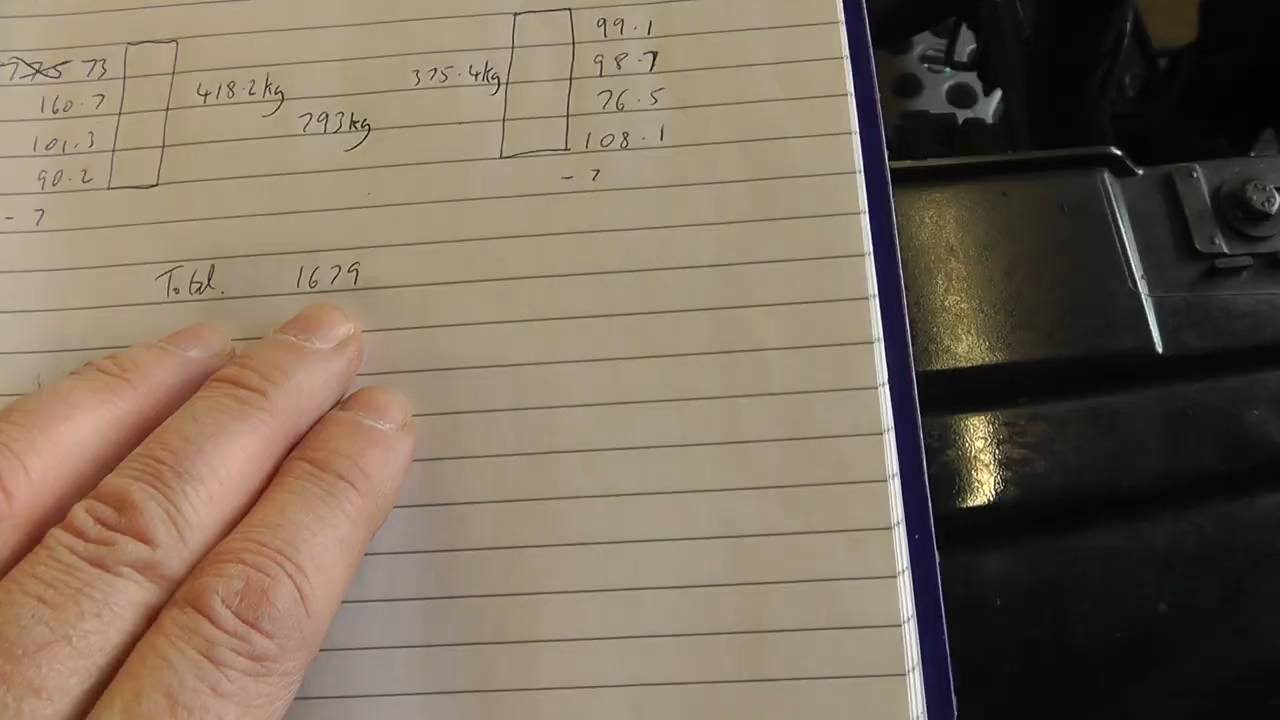 73
160.7
101.3
90.2
- 7
418.2kg
793kg
375.4kg
99.1
98.7
76.5
108.1
- 7
Total. 1679